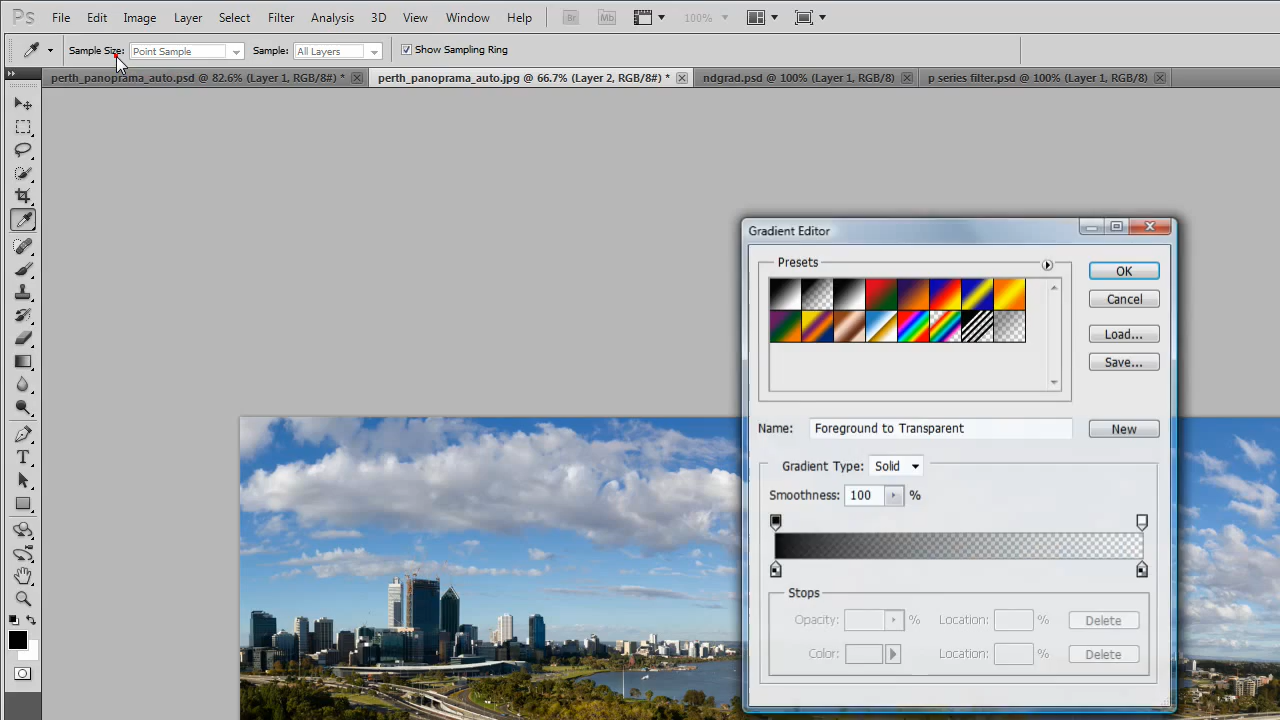 Ps File Edit Image Layer Select Filter Analysis 3D View Window Help Br Mb 100%
Sample Size: Point Sample Sample: All Layers Show Sampling Ring
perth_panoprama_auto.psd @ 82.6% (Layer 1, RGB/8#) * perth_panoprama_auto.jpg @ 66.7% (Layer 2, RGB/8#) * @ 100% (Layer 1, RGB/8) p series filter.psd @ 100% (Layer 1, RGB/8)
Gradient Editor
Presets
OK
Cancel
Load...
Save...
Name: Foreground to Transparent New
Gradient Type: Solid
Smoothness: 100 %
Stops
Opacity: % Location: % Delete
Color: Location: % Delete